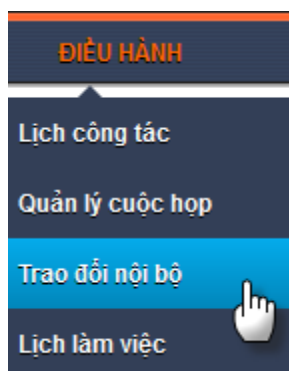 ĐIỀU HÀNH
Lịch công tác
Quản lý cuộc họp
Trao đổi nội bộ
Lịch làm việc